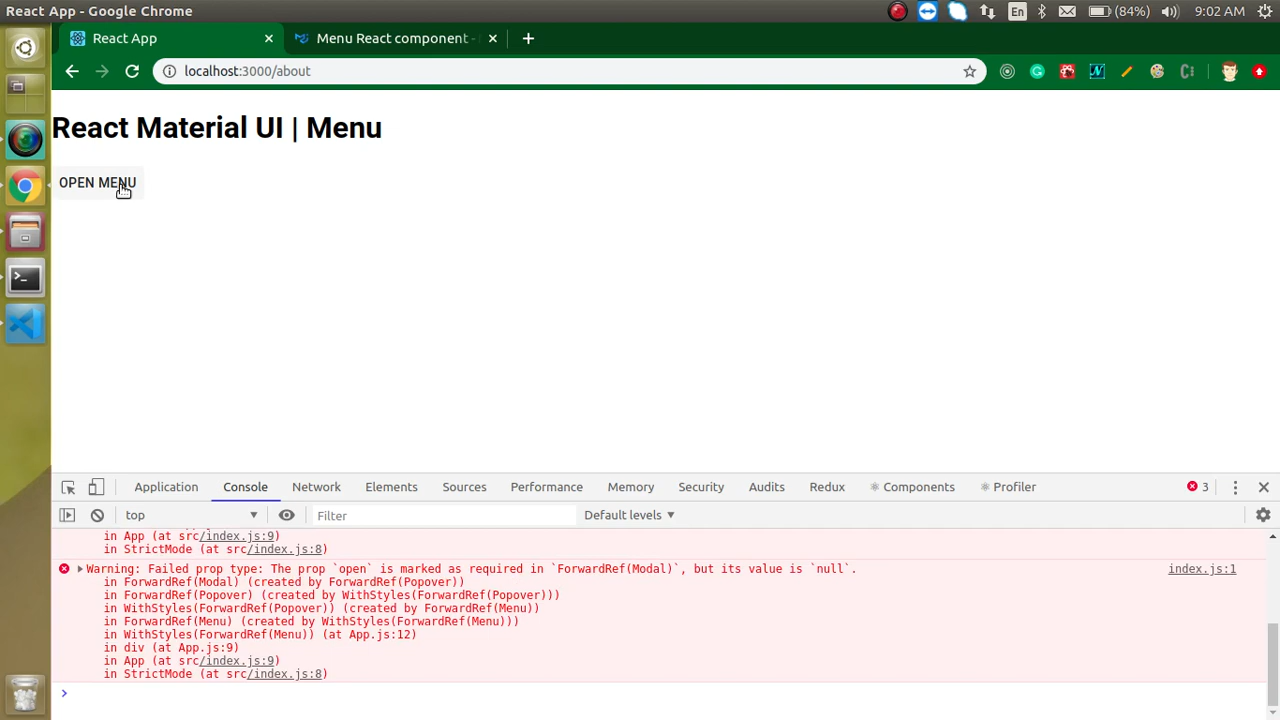 React App - Google Chrome
En
(84%)
9:02 AM
React App
Menu React component -
localhost:3000/about
React Material UI | Menu
OPEN MENU
Application
Console
Network
Elements
Sources
Performance
Memory
Security
Audits
Redux
Components
Profiler
3
top
Filter
Default levels
in App (at src/index.js:9)
in StrictMode (at src/index.js:8)
Warning: Failed prop type: The prop `open` is marked as required in `ForwardRef(Modal)`, but its value is `null`.
index.js:1
in ForwardRef(Modal) (created by ForwardRef(Popover))
in ForwardRef(Popover) (created by WithStyles(ForwardRef(Popover)))
in WithStyles(ForwardRef(Popover)) (created by ForwardRef(Menu))
in ForwardRef(Menu) (created by WithStyles(ForwardRef(Menu)))
in WithStyles(ForwardRef(Menu)) (at App.js:12)
in div (at App.js:9)
in App (at src/index.js:9)
in StrictMode (at src/index.js:8)